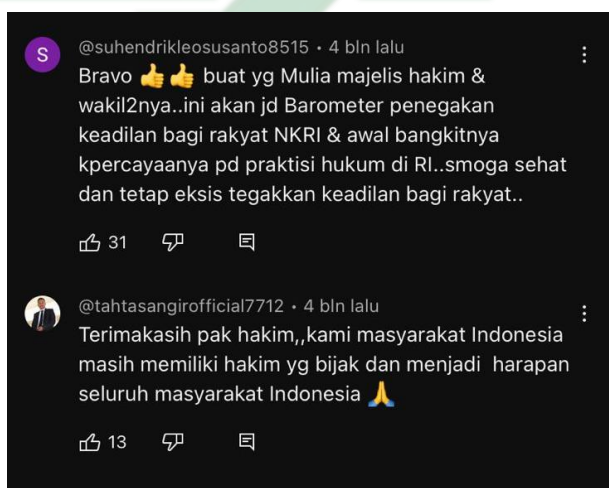 S
@suhendrikleosusanto8515 • 4 bln lalu
Bravo 👍👍 buat yg Mulia majelis hakim &
wakil2nya..ini akan jd Barometer penegakan
keadilan bagi rakyat NKRI & awal bangkitnya
kpercayaanya pd praktisi hukum di RI..smoga sehat
dan tetap eksis tegakkan keadilan bagi rakyat..
31
@tahtasangirofficial7712 • 4 bln lalu
Terimakasih pak hakim,,kami masyarakat Indonesia
masih memiliki hakim yg bijak dan menjadi harapan
seluruh masyarakat Indonesia 🙏
13